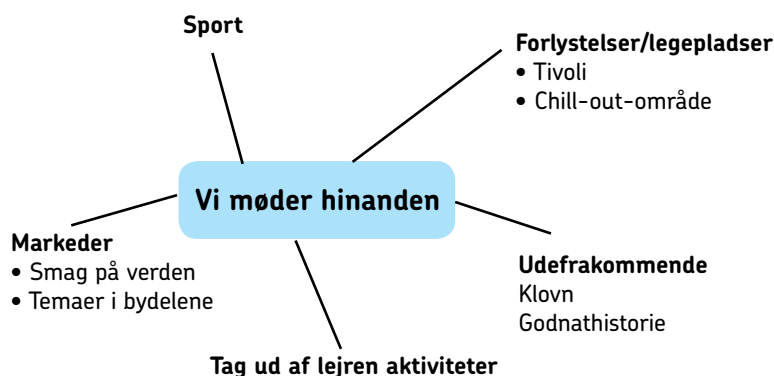 Sport
Forlystelser/legepladser
• Tivoli
• Chill-out-område
Vi møder hinanden
Markeder
• Smag på verden
• Temaer i bydelene
Udefrakommende
Klovn
Godnathistorie
Tag ud af lejren aktiviteter